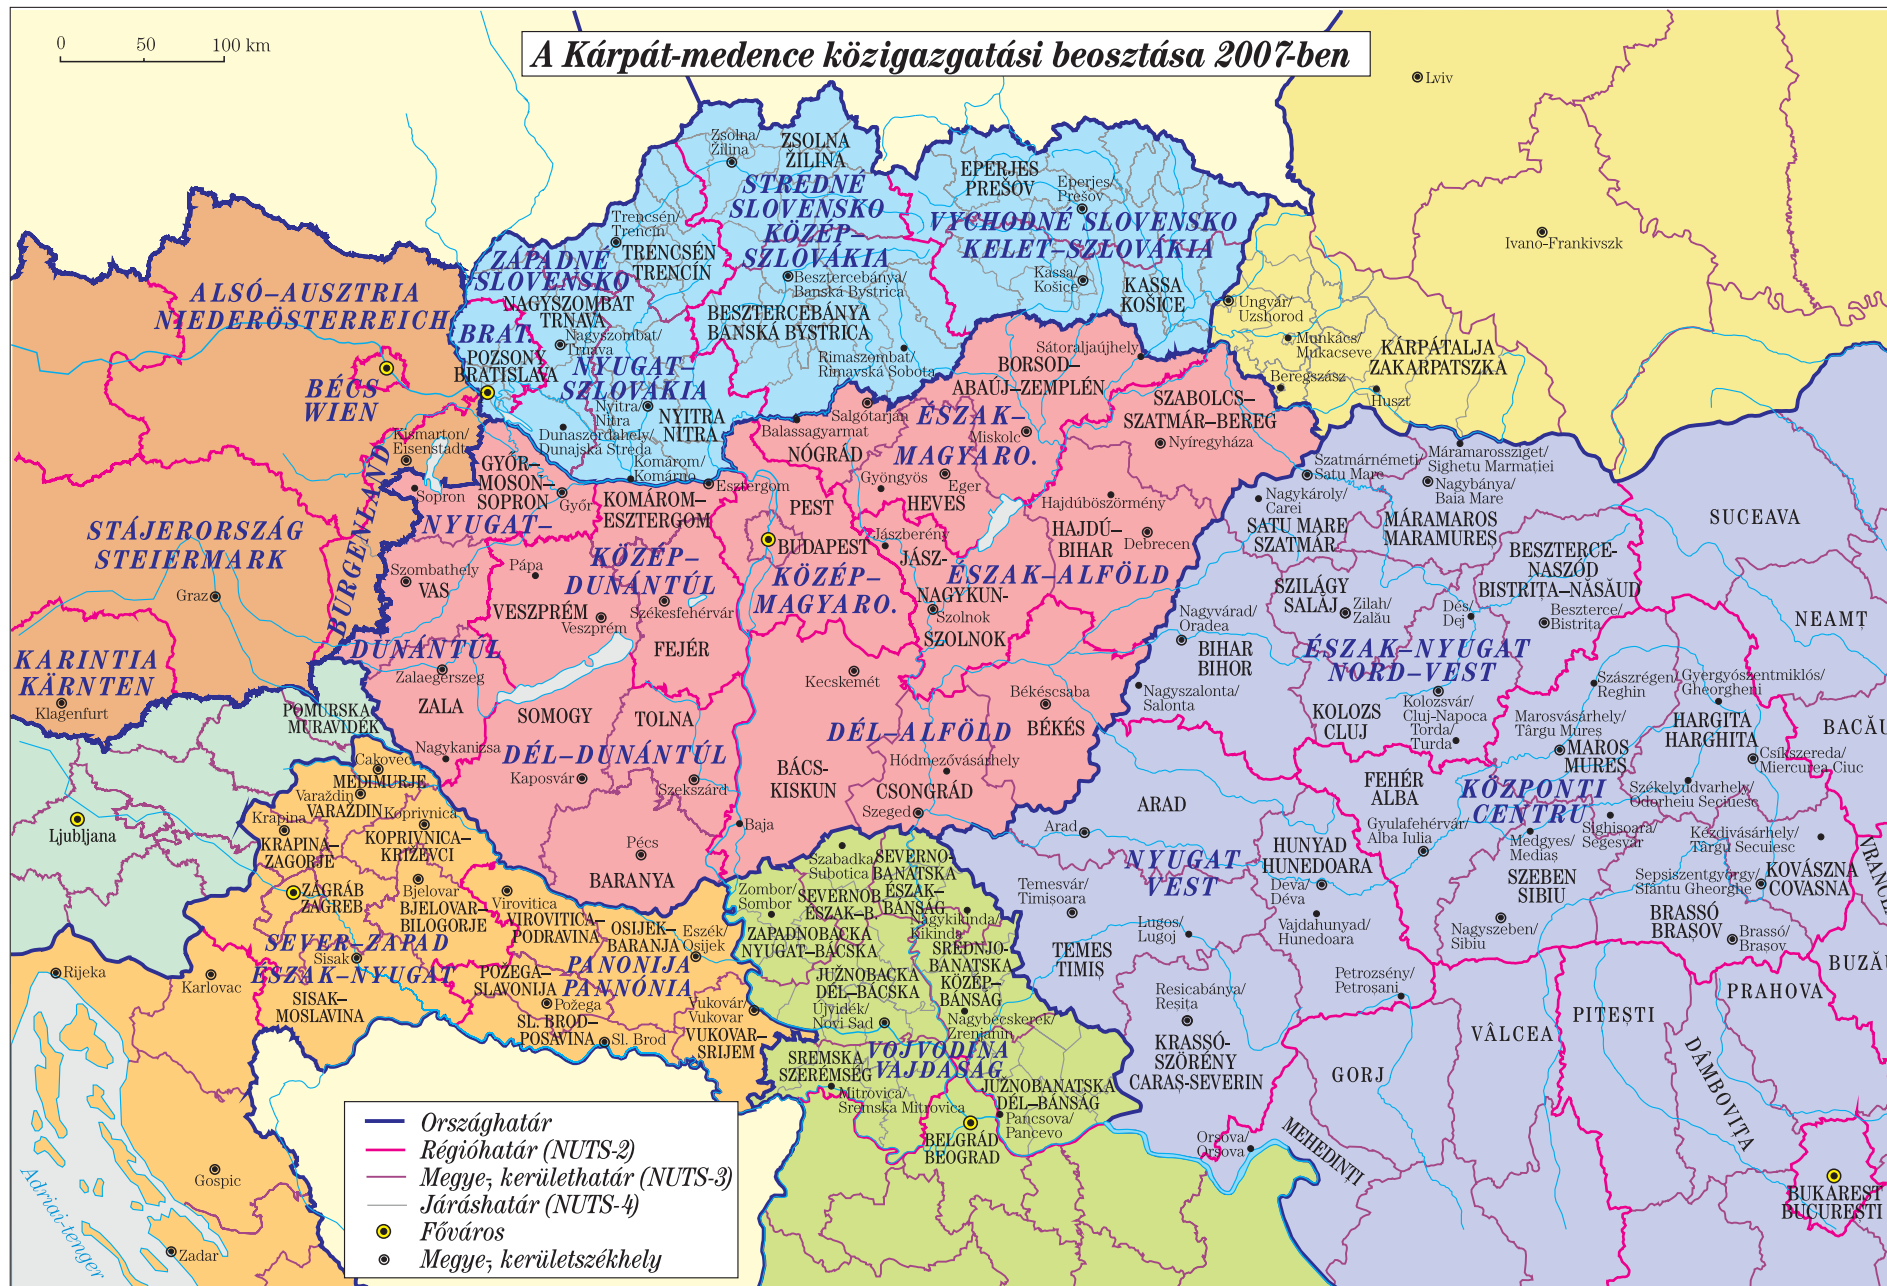 A Kárpát-medence közigazgatási beosztása 2007-ben
0 50 100 km
Lviv
Ivano-Frankivszk
Zsolna/
Žilina
ZSOLNA
ŽILINA
STREDNÉ
SLOVENSKO
KÖZÉP–
SZLOVÁKIA
EPERJES
PREŠOV
Eperjes/
Prešov
VÝCHODNÉ SLOVENSKO
KELET–SZLOVÁKIA
Trencsén/
Trencín
TRENCSÉN
TRENCÍN
ZÁPADNÉ
SLOVENSKO
NAGYSZOMBAT
TRNAVA
Nagyszombat/
Trnava
NYUGAT–
SZLOVÁKIA
BRAT.
POZSONY
BRATISLAVA
Besztercebánya/
Banská Bystrica
BESZTERCEBÁNYA
BANSKÁ BYSTRICA
Rimaszombat/
Rimavská Sobota
Kassa/
Košice
KASSA
KOŠICE
Nyitra/
Nitra
NYITRA
NITRA
Dunaszerdahely/
Dunajská Streda
Komárom/
Komárno
Ungvár/
Uzshorod
Munkács/
Mukacseve
KÁRPÁTALJA
ZAKARPATSZKA
Beregszász
Huszt
ALSÓ–AUSZTRIA
NIEDERÖSTERREICH
BÉCS
WIEN
Kismarton/
Eisenstadt
BURGENLAND
STÁJERORSZÁG
STEIERMARK
Graz
KARINTIA
KÄRNTEN
Klagenfurt
Sátoraljaújhely
BORSOD–
ABAÚJ–ZEMPLÉN
SZABOLCS–
SZATMÁR–BEREG
Nyíregyháza
Salgótarján
Balassagyarmat
NÓGRÁD
ÉSZAK–
MAGYARO.
Miskolc
Gyöngyös
Eger
HEVES
GYŐR–
MOSON–
SOPRON
Sopron
Győr
Esztergom
KOMÁROM–
ESZTERGOM
NYUGAT–
DUNÁNTÚL
PEST
BUDAPEST
KÖZÉP–
MAGYARO.
Jászberény
JÁSZ-
NAGYKUN-
SZOLNOK
Szolnok
Hajdúböszörmény
HAJDÚ–
BIHAR
Debrecen
ÉSZAK–ALFÖLD
Szombathely
VAS
Pápa
KÖZÉP–
DUNÁNTÚL
VESZPRÉM
Veszprém
Székesfehérvár
FEJÉR
Zalaegerszeg
ZALA
Nagykanizsa
SOMOGY
TOLNA
DÉL–DUNÁNTÚL
Kaposvár
Szekszárd
Pécs
BARANYA
Kecskemét
BÁCS-
KISKUN
Baja
DÉL–ALFÖLD
Hódmezővásárhely
CSONGRÁD
Szeged
Békéscsaba
BÉKÉS
Szatmárnémeti/
Satu Mare
Nagykároly/
Carei
SATU MARE
SZATMÁR
Máramarossziget/
Sighetu Marmației
Nagybánya/
Baia Mare
MÁRAMAROS
MARAMUREȘ
SUCEAVA
BESZTERCE-
NASZÓD
BISTRIȚA–NĂSĂUD
Beszterce/
Bistrița
SZILÁGY
SALÁJ
Zilah/
Zalău
Dés/
Dej
NEAMT
Nagyvárad/
Oradea
BIHAR
BIHOR
ÉSZAK–NYUGAT
NORD–VEST
Nagyszalonta/
Salonta
Kolozsvár/
Cluj-Napoca
KOLOZS
CLUJ
Torda/
Turda
Szászrégen/
Reghin
Gyergyószentmiklós/
Gheorgheni
Marosvásárhely/
Târgu Mureș
MAROS
MUREȘ
HARGITA
HARGHITA
BACĂU
Csíkszereda/
Miercurea Ciuc
Székelyudvarhely/
Odorheiu Seciuesc
FEHÉR
ALBA
KÖZPONTI
CENTRU
Gyulafehérvár/
Alba Iulia
Medgyes/
Mediaș
Sighisoara/
Segesvár
Kézdivásárhely/
Târgu Secuiesc
KOVÁSZNA
COVASNA
Sepsiszentgyörgy/
Sfântu Gheorghe
SZEBEN
SIBIU
Nagyszeben/
Sibiu
BRASSÓ
BRAȘOV
Brassó/
Brașov
ARAD
Arad
NYUGAT
VEST
HUNYAD
HUNEDOARA
Deva/
Déva
Vajdahunyad/
Hunedoara
Temesvár/
Timișoara
Lugos/
Lugoj
TEMES
TIMIȘ
Petrozsény/
Petroșani
Resicabánya/
Resița
KRASSÓ-
SZÖRÉNY
CARAȘ-SEVERIN
Orsova/
Orșova
MEHEDINȚI
GORJ
VÂLCEA
PITEȘTI
DÂMBOVIȚA
PRAHOVA
BUZĂU
BUKAREST
BUCUREȘTI
POMURSKA
MURAVIDÉK
Ljubljana
Cakovec
MEĐIMURJE
Varaždin
VARAŽDIN
Krapina
KRAPINA–
ZAGORJE
Koprivnica
KOPRIVNICA–
KRIŽEVCI
ZÁGRÁB
ZAGREB
Bjelovar
BJELOVAR–
BILOGORJE
Virovitica
VIROVITICA–
PODRAVINA
SEVER–ZAPAD
ÉSZAK–NYUGAT
Sisak
SISAK–
MOSLAVINA
OSIJEK–
BARANJA
Eszék/
Osijek
PANONIJA
PANNÓNIA
POŽEGA–
SLAVONIJA
Požega
SL. BROD–
POSAVINA
Sl. Brod
Vukovár/
Vukovar
VUKOVAR–
SRIJEM
Rijeka
Karlovac
Gospic
Zadar
Adriai-tenger
Szabadka/
Subotica
SEVERNO-
BANATSKA
ÉSZAK–
BÁNSÁG
Zombor/
Sombor
SEVERNOB.
ÉSZAK–B.
Nagykikinda/
Kikinda
ZAPADNOBACKA
NYUGAT–BÁCSKA
SREDNJO-
BANATSKA
KÖZÉP–
BÁNSÁG
JUŽNOBACKA
DÉL–BÁCSKA
Újvidék/
Novi Sad
Nagybecskerek/
Zrenjanin
VOJVODINA
VAJDASÁG
SREMSKA
SZERÉMSÉG
Mitrovica/
Sremska Mitrovica
JUŽNOBANATSKA
DÉL–BÁNSÁG
Pancsova/
Pancevo
BELGRÁD
BEOGRAD
Országhatár
Régióhatár (NUTS-2)
Megye-, kerülethatár (NUTS-3)
Járáshatár (NUTS-4)
Főváros
Megye-, kerületszékhely